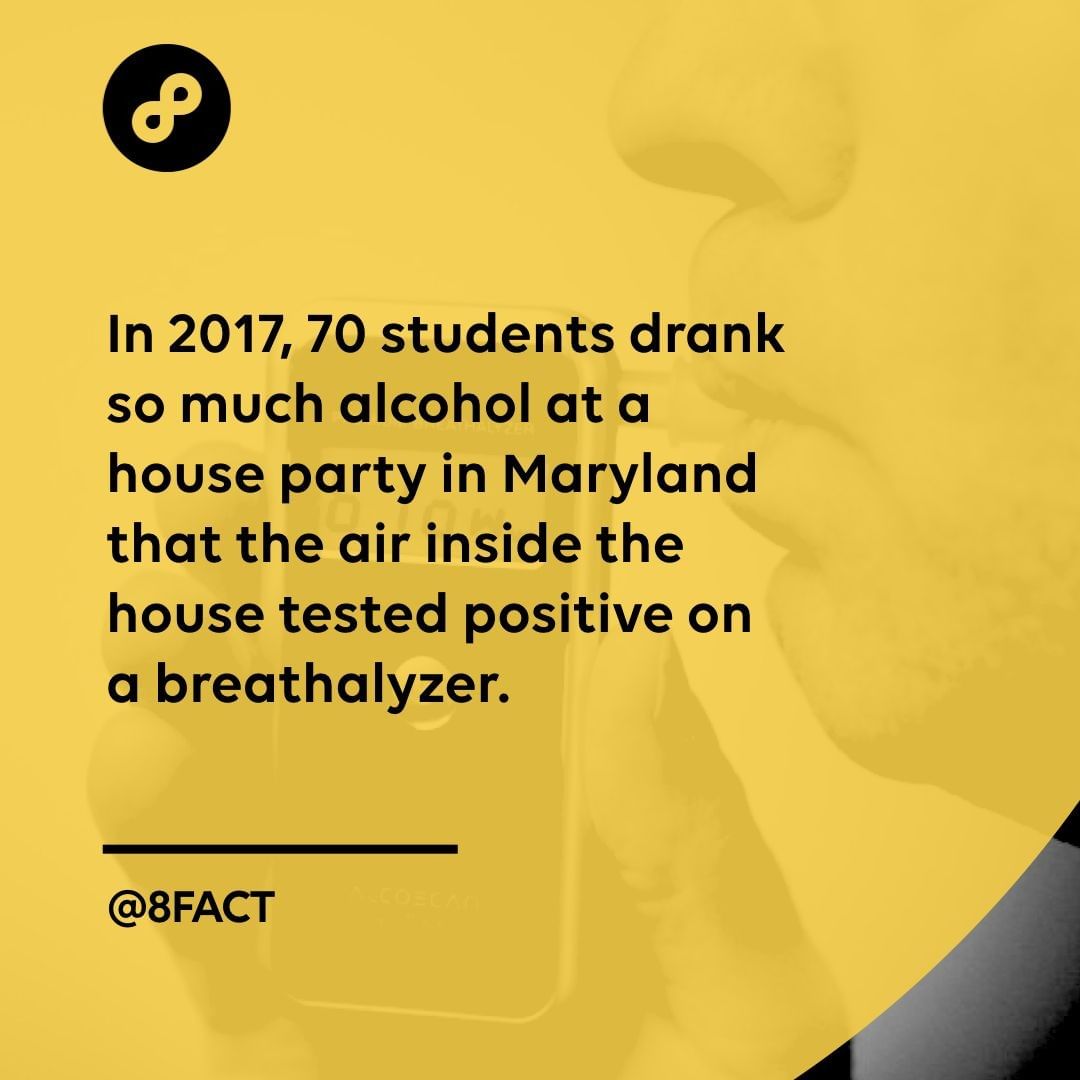 In 2017, 70 students drank
so much alcohol at a
house party in Maryland
that the air inside the
house tested positive on
a breathalyzer.
@8FACT